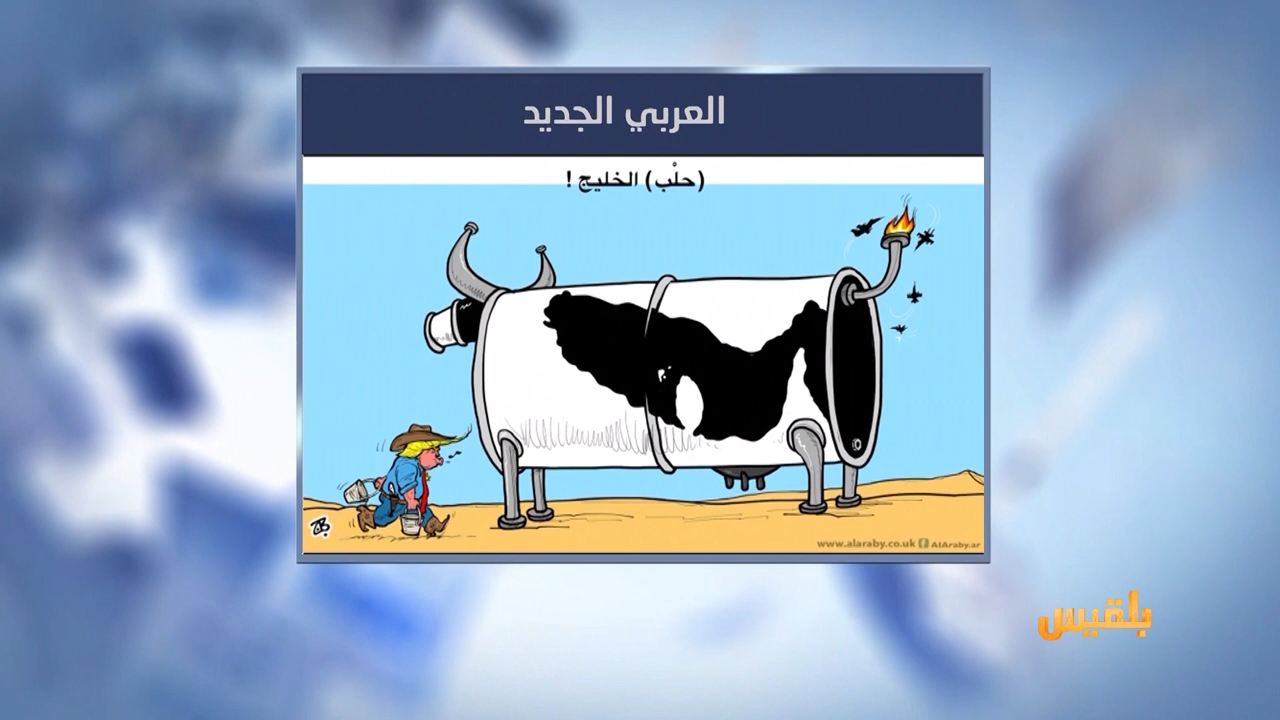 العربي الجديد
(حلْب) الخليج !
www.alaraby.co.uk f AlAraby.ar
بلقيس